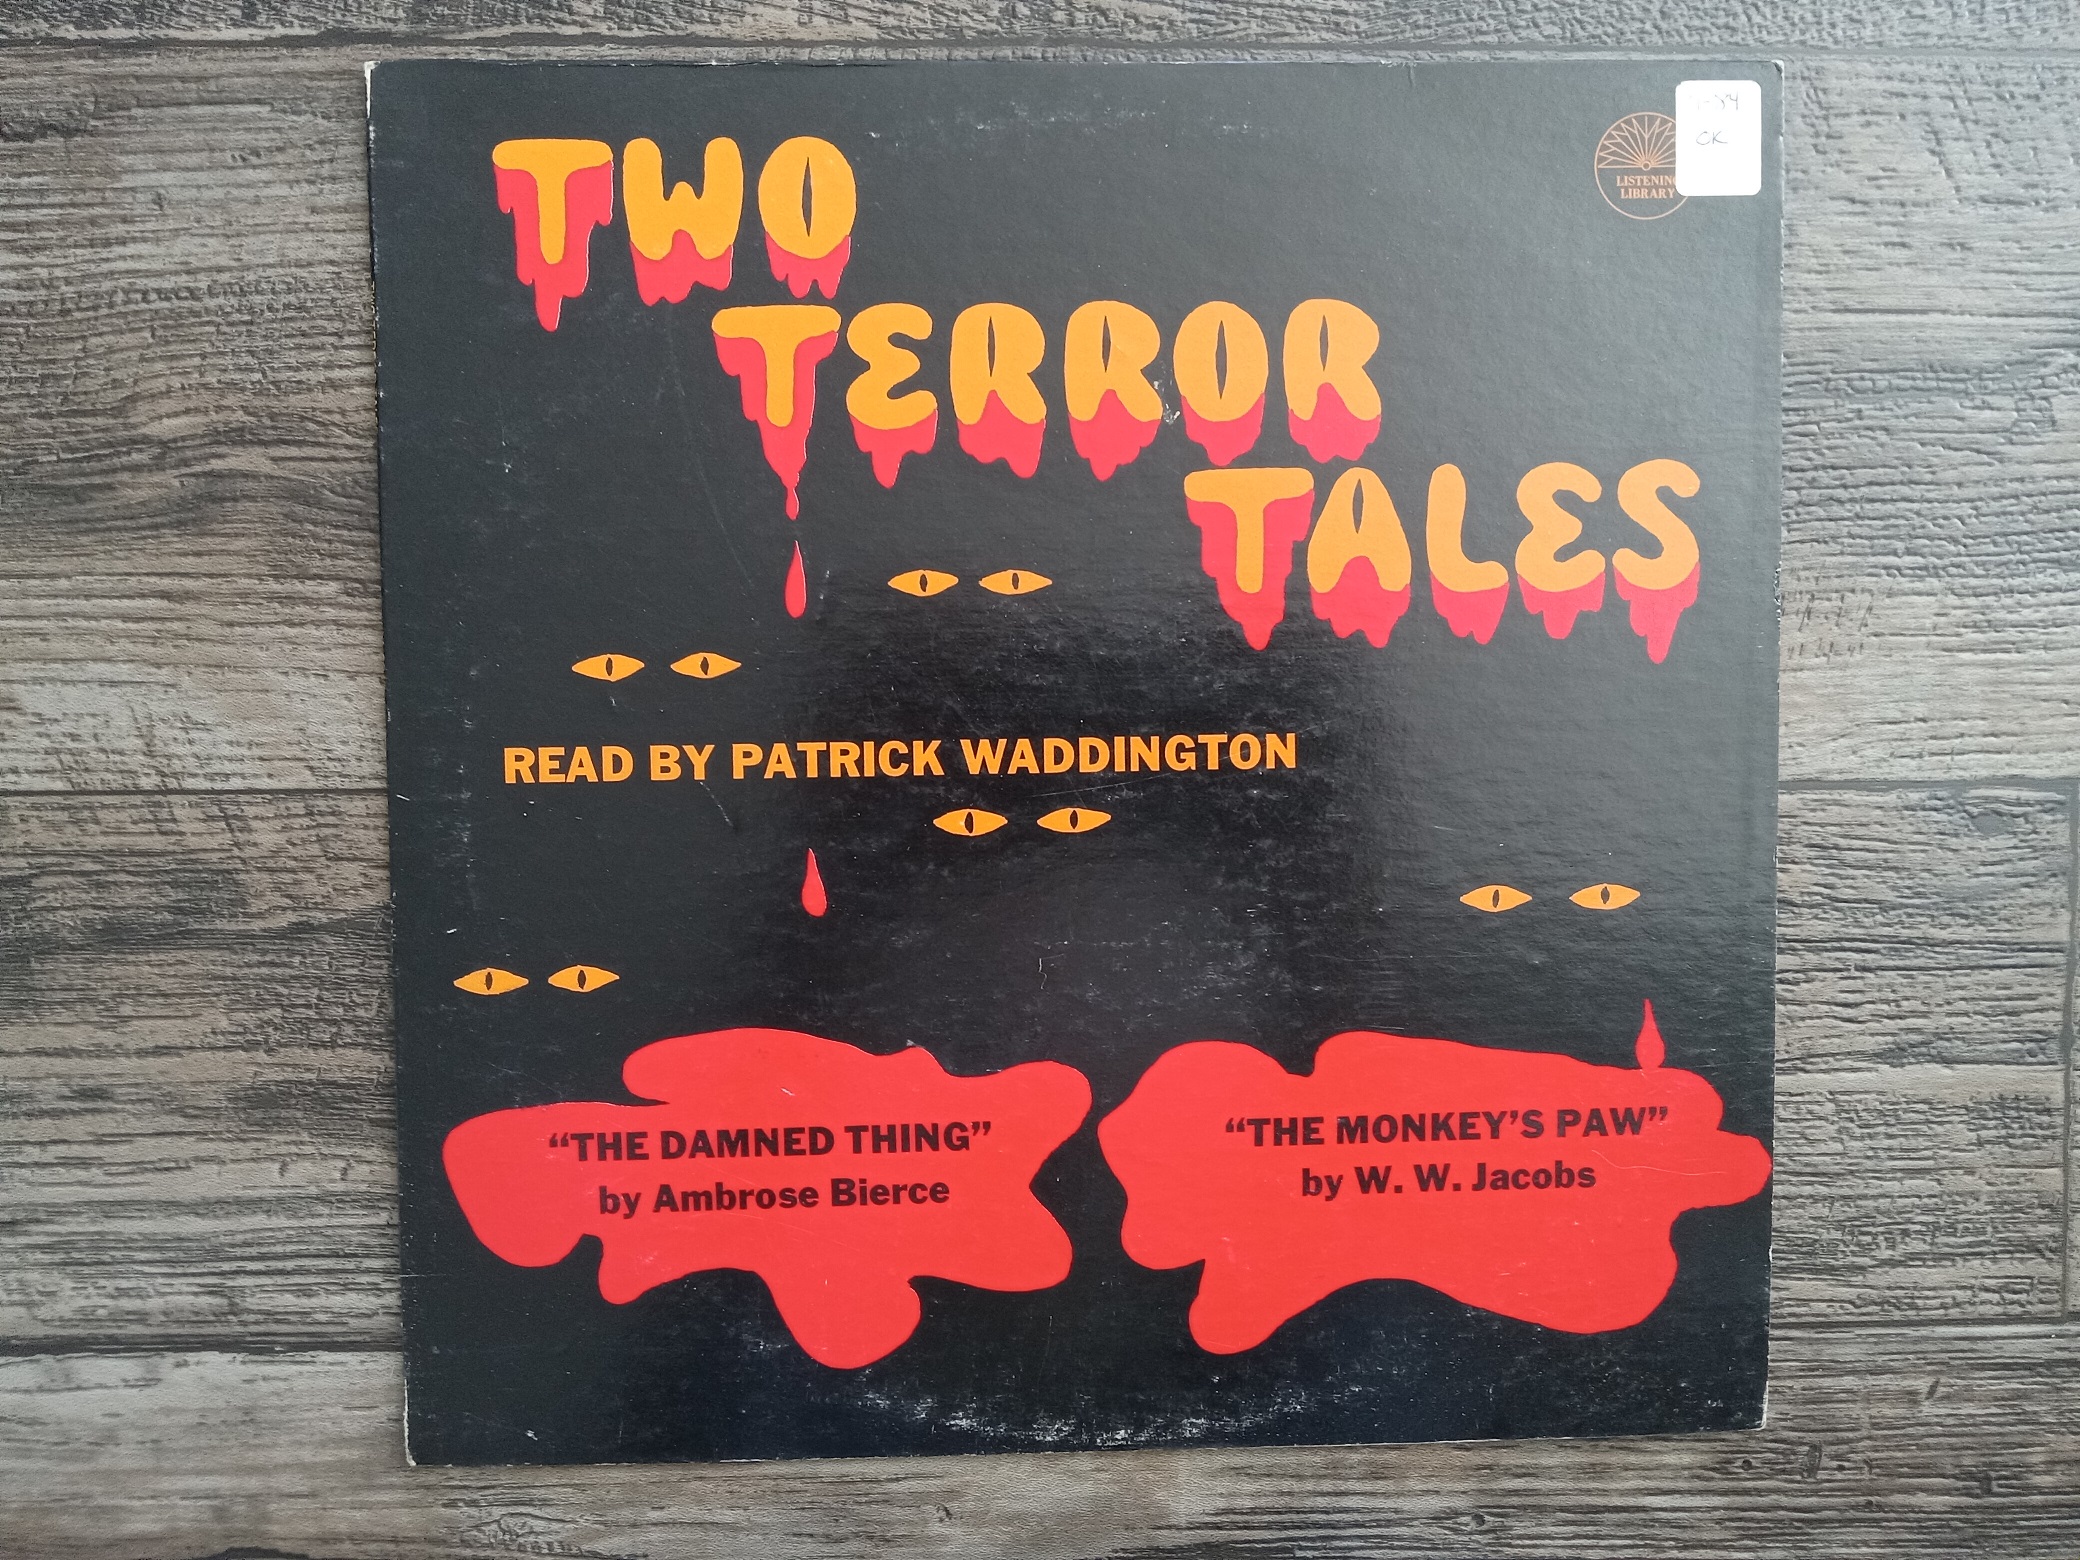 TWO
TERROR
TALES
LISTENING
LIBRARY
OK
READ BY PATRICK WADDINGTON
“THE DAMNED THING”
by Ambrose Bierce
“THE MONKEY’S PAW”
by W. W. Jacobs